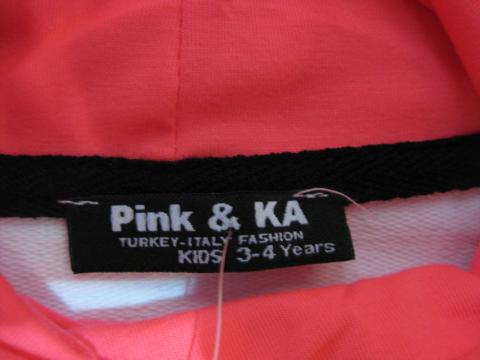 Pink & KA
TURKEY-ITALY FASHION
KIDS 3-4 Years